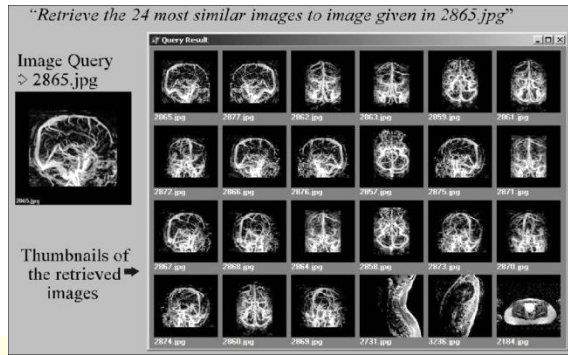 “Retrieve the 24 most similar images to image given in 2865.jpg”
Query Result
Image Query
2865.jpg
2865.jpg
Thumbnails of
the retrieved
images
2865.jpg 2877.jpg 2862.jpg 2863.jpg 2859.jpg 2861.jpg
2872.jpg 2866.jpg 2876.jpg 2857.jpg 2875.jpg 2871.jpg
2867.jpg 2868.jpg 2864.jpg 2858.jpg 2873.jpg 2870.jpg
2874.jpg 2860.jpg 2869.jpg 2731.jpg 3236.jpg 2184.jpg